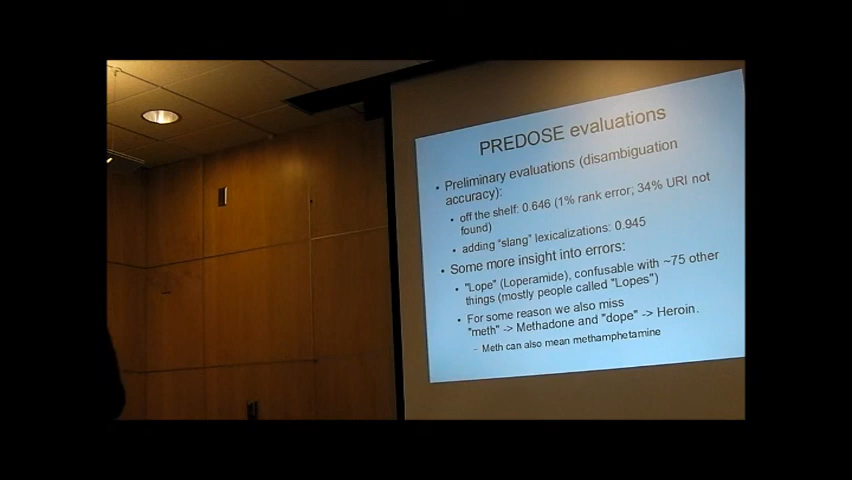 PREDOSE evaluations
• Preliminary evaluations (disambiguation
accuracy):
• off the shelf: 0.646 (1% rank error; 34% URI not
found)
• adding "slang" lexicalizations: 0.945
• Some more insight into errors:
• "Lope" (Loperamide), confusable with ~75 other
things (mostly people called "Lopes")
• For some reason we also miss
"meth" -> Methadone and "dope" -> Heroin.
– Meth can also mean methamphetamine